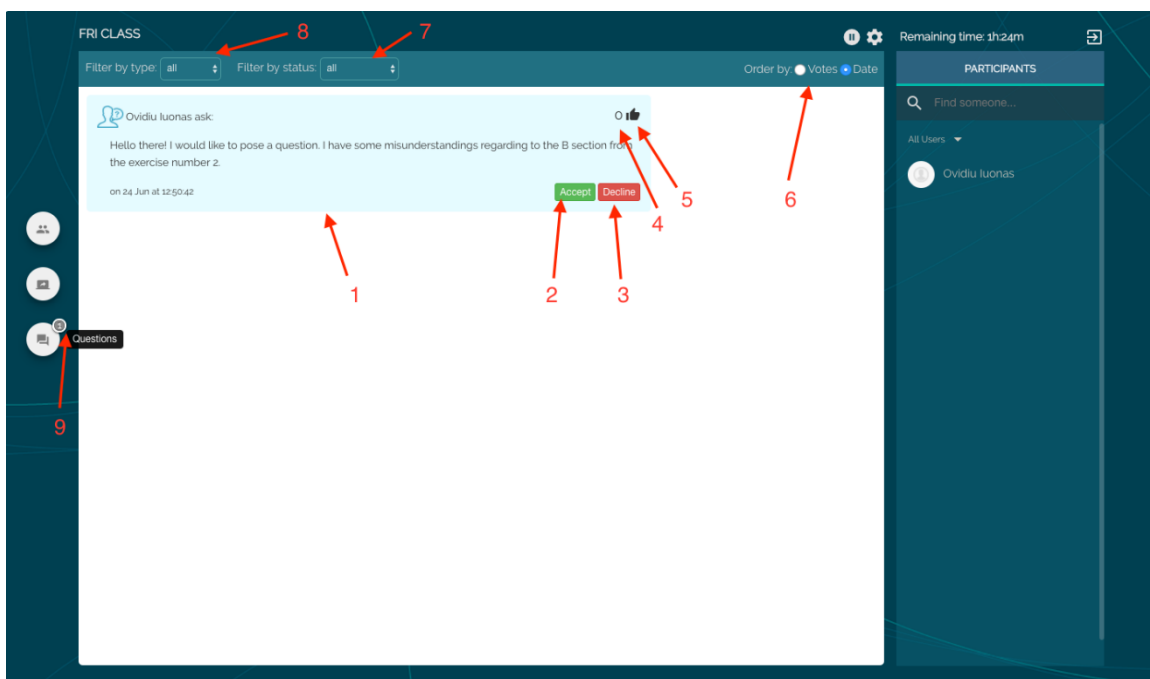 FRI CLASS 8 7 Remaining time: 1h:24m
Filter by type: all Filter by status: all Order by: Votes Date PARTICIPANTS
Find someone...
Ovidiu Iuonas ask: 0
All Users
Hello there! I would like to pose a question. I have some misunderstandings regarding to the B section from
the exercise number 2.
Ovidiu Iuonas
on 24 Jun at 12:50:42 Accept Decline
5 6
4
1 2 3
1
Questions
9